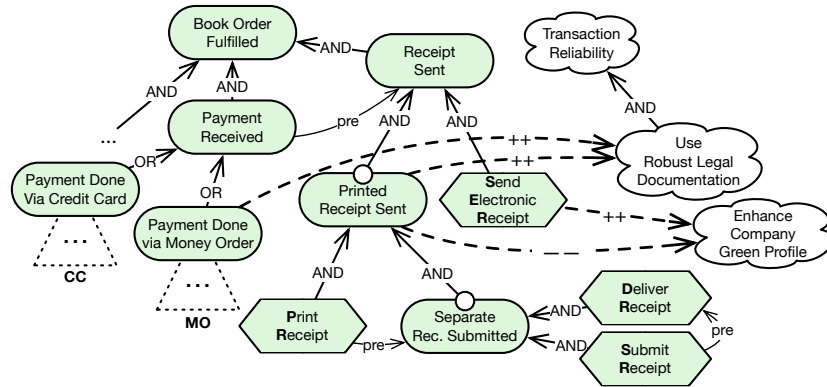 Book Order
Fulfilled
Receipt
Sent
Transaction
Reliability
AND
AND
AND
AND
...
Payment
Received
pre
AND
AND
++
++
Use
Robust Legal
Documentation
OR
Payment Done
Via Credit Card
OR
Printed
Receipt Sent
Send
Electronic
Receipt
++
Enhance
Company
Green Profile
Payment Done
via Money Order
...
CC
...
MO
— —
AND
AND
Print
Receipt
pre
Separate
Rec. Submitted
AND
AND
Deliver
Receipt
pre
Submit
Receipt